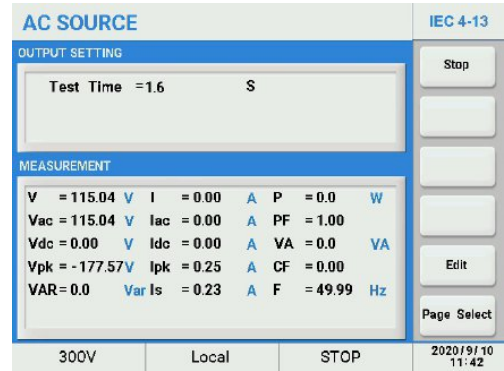 AC SOURCE
IEC 4-13
OUTPUT SETTING
Test Time =1.6 S
Stop
MEASUREMENT
V = 115.04 V I = 0.00 A P = 0.0 W
Vac = 115.04 V Iac = 0.00 A PF = 1.00
Vdc = 0.00 V Idc = 0.00 A VA = 0.0 VA
Vpk = -177.57V Ipk = 0.25 A CF = 0.00
VAR= 0.0 Var Is = 0.23 A F = 49.99 Hz
Edit
Page Select
300V Local STOP
2020/9/10
11:42